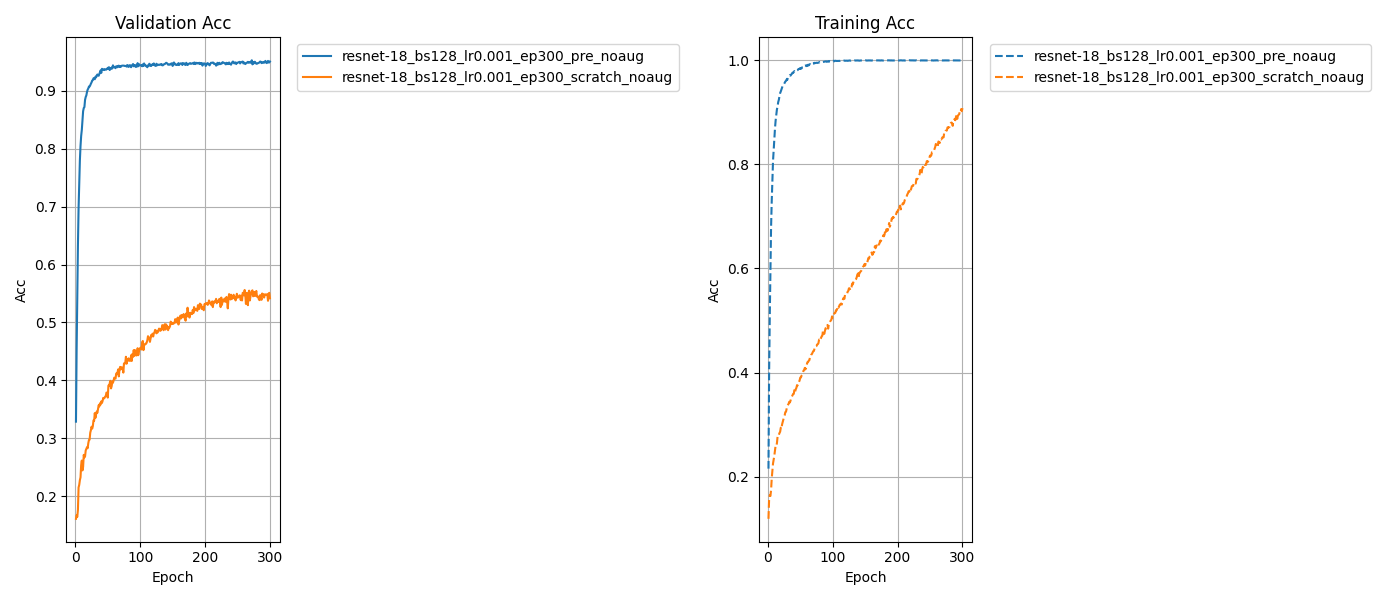 Validation Acc
Acc
0.9
0.8
0.7
0.6
0.5
0.4
0.3
0.2
0
100
200
300
Epoch
resnet-18_bs128_lr0.001_ep300_pre_noaug
resnet-18_bs128_lr0.001_ep300_scratch_noaug
Training Acc
Acc
1.0
0.8
0.6
0.4
0.2
0
100
200
300
Epoch
resnet-18_bs128_lr0.001_ep300_pre_noaug
resnet-18_bs128_lr0.001_ep300_scratch_noaug